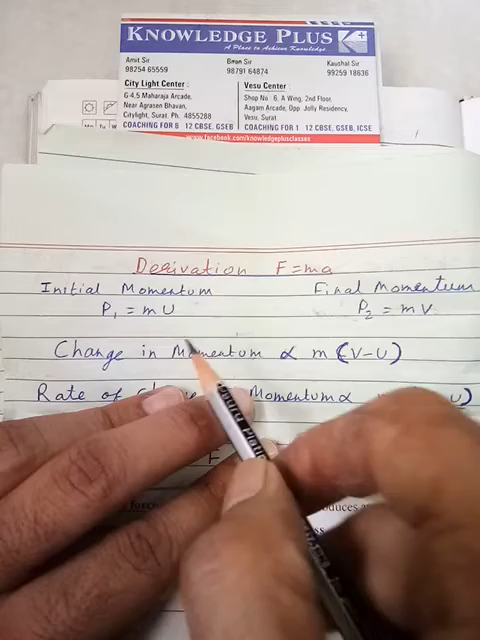 KNOWLEDGE PLUS
A Place to Achieve Knowledge.
Amit Sir
98254 65559
Biren Sir
98791 64874
Kaushal Sir
99259 18636
City Light Center :
G-4,5 Maharaja Arcade,
Near Agrasen Bhavan,
Citylight, Surat. Ph. 4855288
COACHING FOR 8 12 CBSE, GSEB
Vesu Center :
Shop No 6, A Wing, 2nd Floor,
Aagam Arcade, Opp. Jolly Residency,
Vesu, Surat
COACHING FOR 1 12 CBSE, GSEB, ICSE
www.facebook.com/knowledgeplusclasses
Derivation F=ma
Initial Momentum
P₁ = mU
Final Momentum
P₂ = mV
Change in Momentum ∝ m(V-U)
Rate of Momentum ∝ U)
F